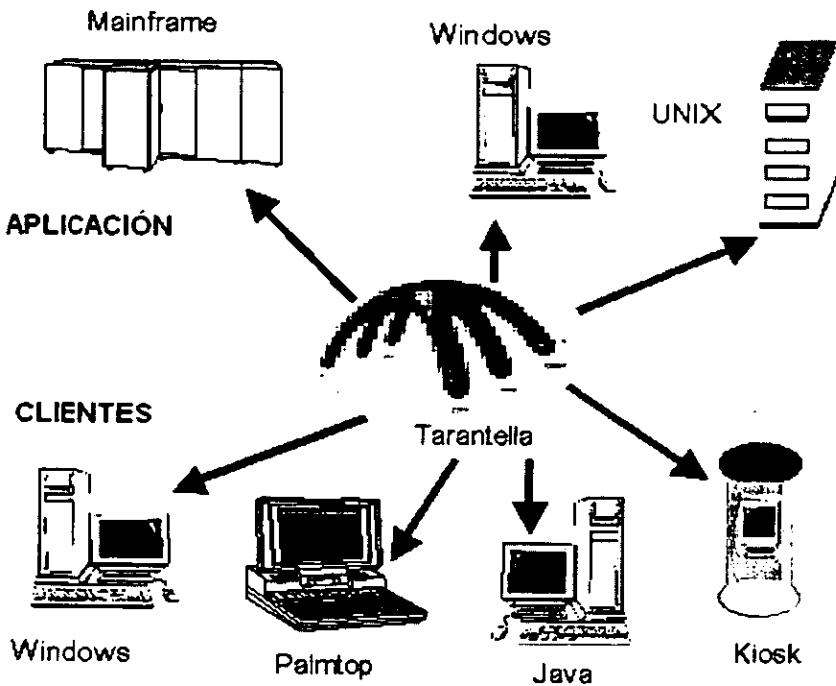 Mainframe
Windows
UNIX
APLICACIÓN
CLIENTES
Tarantella
Windows
Palmtop
Java
Kiosk